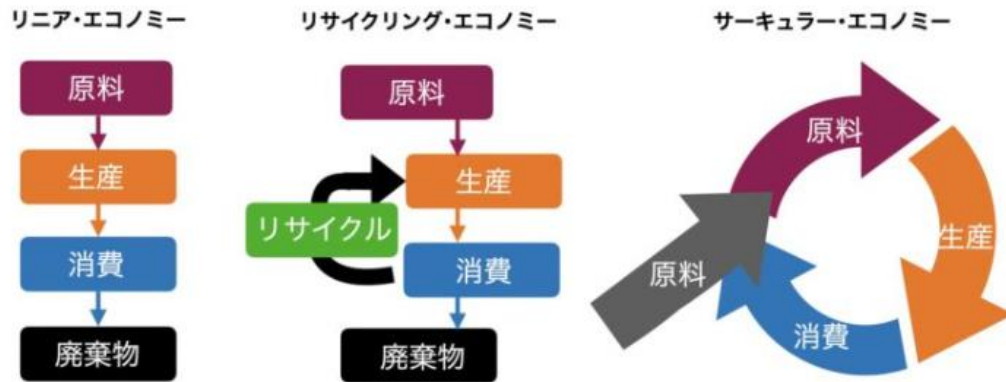 リニア・エコノミー
原料
生産
消費
廃棄物
リサイクリング・エコノミー
原料
生産
リサイクル
消費
廃棄物
サーキュラー・エコノミー
原料
生産
消費
原料